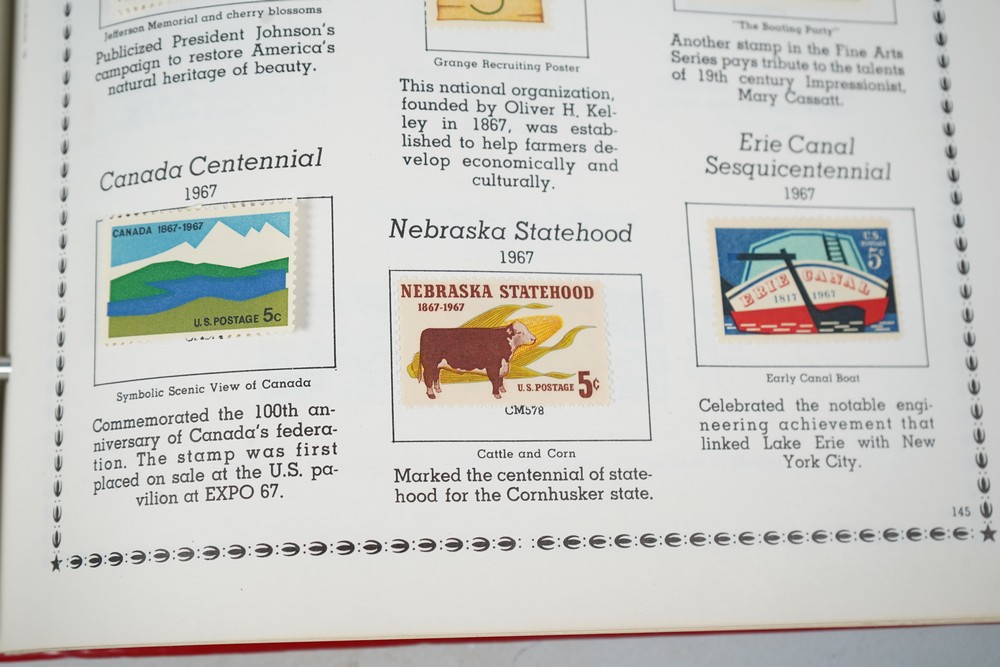 Jefferson Memorial and cherry blossoms
Publicized President Johnson's
campaign to restore America's
natural heritage of beauty.
Canada Centennial
1967
CANADA 1867-1967
U.S. POSTAGE 5c
Symbolic Scenic View of Canada
Commemorated the 100th an-
niversary of Canada's federa-
tion. The stamp was first
placed on sale at the U.S. pa-
vilion at EXPO 67.
Grange Recruiting Poster
This national organization,
founded by Oliver H. Kel-
ley in 1867, was estab-
lished to help farmers de-
velop economically and
culturally.
Nebraska Statehood
1967
NEBRASKA STATEHOOD
1867-1967
U.S. POSTAGE 5¢
CM578
Cattle and Corn
Marked the centennial of state-
hood for the Cornhusker state.
"The Boating Party"
Another stamp in the Fine Arts
Series pays tribute to the talents
of 19th century Impressionist,
Mary Cassatt.
Erie Canal
Sesquicentennial
1967
U.S.
POSTAGE
5¢
ERIE CANAL
1817 1967
Early Canal Boat
Celebrated the notable engi-
neering achievement that
linked Lake Erie with New
York City.
145